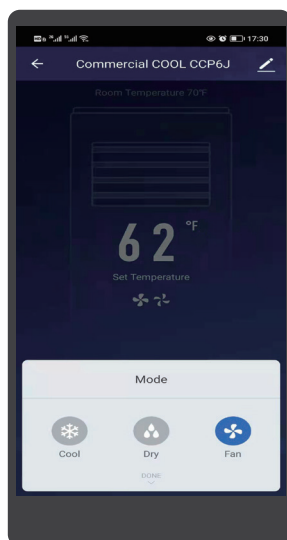 17:30
Commercial COOL CCP6J
Room Temperature 70°F
62 °F
Set Temperature
Mode
Cool Dry Fan
DONE